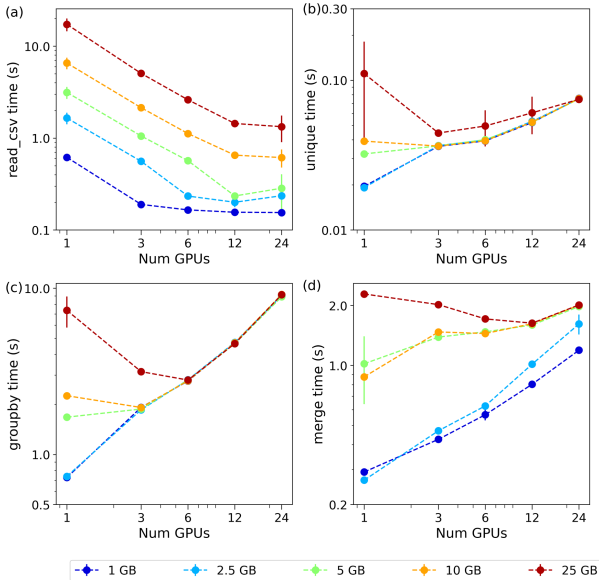 (a)
read_csv time (s)
10.0
1.0
0.1
1 3 6 12 24
Num GPUs
(b)
unique time (s)
0.30
0.10
0.01
1 3 6 12 24
Num GPUs
(c)
groupby time (s)
10.0
1.0
0.5
1 3 6 12 24
Num GPUs
(d)
merge time (s)
2.0
1.0
0.2
1 3 6 12 24
Num GPUs
1 GB 2.5 GB 5 GB 10 GB 25 GB